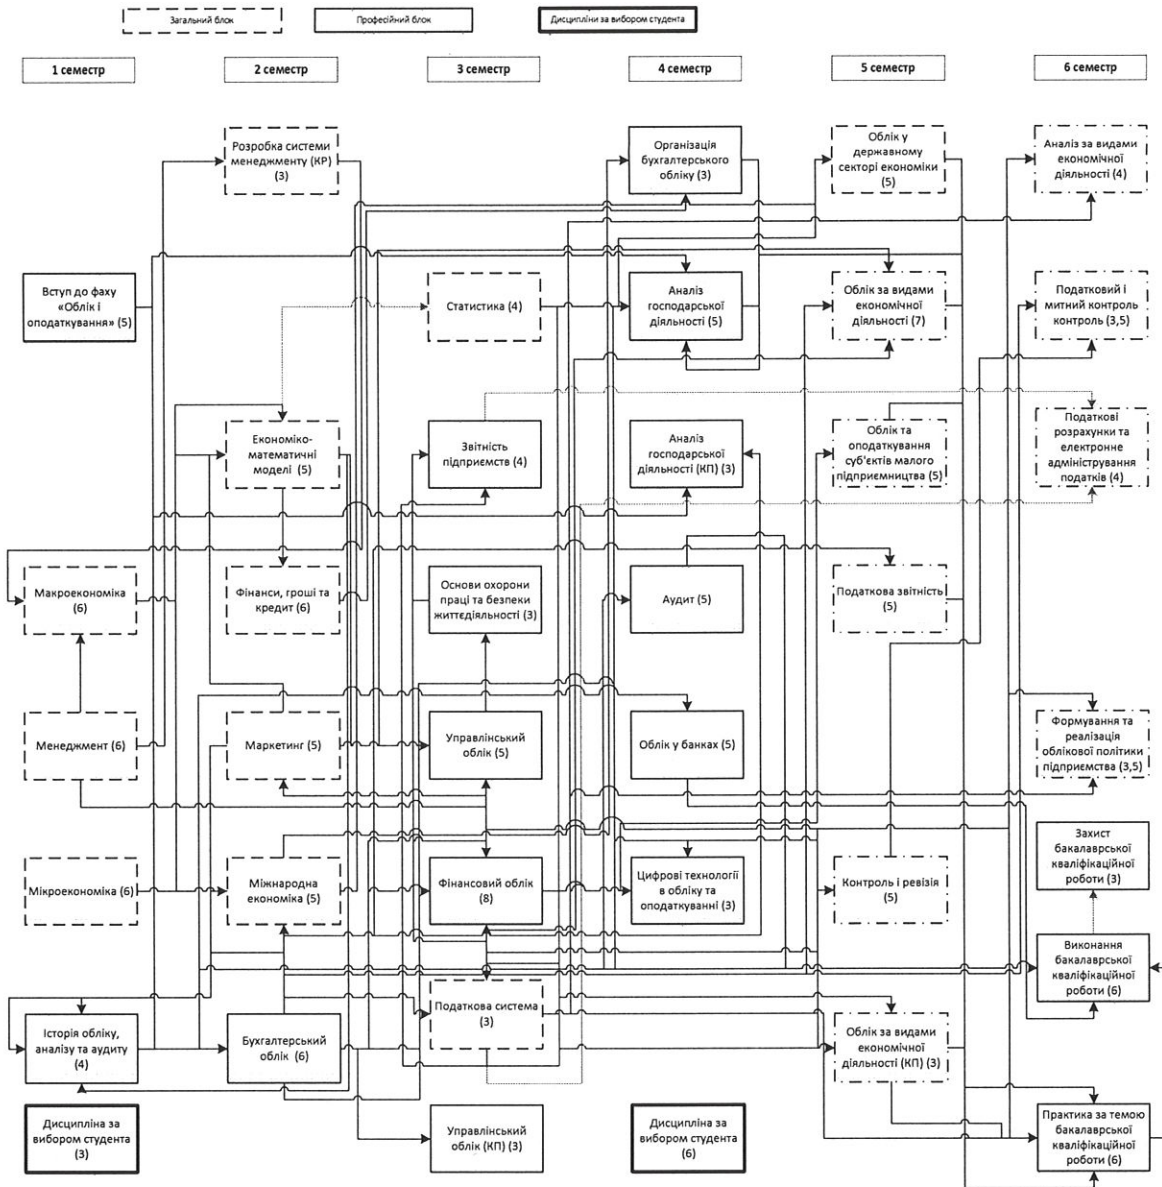 Загальний блок
Професійний блок
Дисципліни за вибором студента
1 семестр
2 семестр
3 семестр
4 семестр
5 семестр
6 семестр
Розробка системи
менеджменту (КР)
(3)
Організація
бухгалтерського
обліку (3)
Облік у
державному
секторі економіки
(5)
Аналіз за видами
економічної
діяльності (4)
Вступ до фаху
«Облік і
оподаткування» (5)
Статистика (4)
Аналіз
господарської
діяльності (5)
Облік за видами
економічної
діяльності (7)
Податковий і
митний контроль
контроль (3,5)
Економіко-
математичні
моделі (5)
Звітність
підприємств (4)
Аналіз
господарської
діяльності (КП) (3)
Облік та
оподаткування
суб'єктів малого
підприємництва (5)
Податкові
розрахунки та
електронне
адміністрування
податків (4)
Макроекономіка
(6)
Фінанси, гроші та
кредит (6)
Основи охорони
праці та безпеки
життєдіяльності (3)
Аудит (5)
Податкова звітність
(5)
Менеджмент (6)
Маркетинг (5)
Управлінський
облік (5)
Облік у банках (5)
Формування та
реалізація
облікової політики
підприємства (3,5)
Мікроекономіка (6)
Міжнародна
економіка (5)
Фінансовий облік
(8)
Цифрові технології
в обліку та
оподаткуванні (3)
Контроль і ревізія
(5)
Захист
бакалаврської
кваліфікаційної
роботи (3)
Виконання
бакалаврської
кваліфікаційної
роботи (6)
Історія обліку,
аналізу та аудиту
(4)
Бухгалтерський
облік (6)
Податкова система
(3)
Облік за видами
економічної
діяльності (КП) (3)
Дисципліна за
вибором студента
(3)
Управлінський
облік (КП) (3)
Дисципліна за
вибором студента
(6)
Практика за темою
бакалаврської
кваліфікаційної
роботи (6)